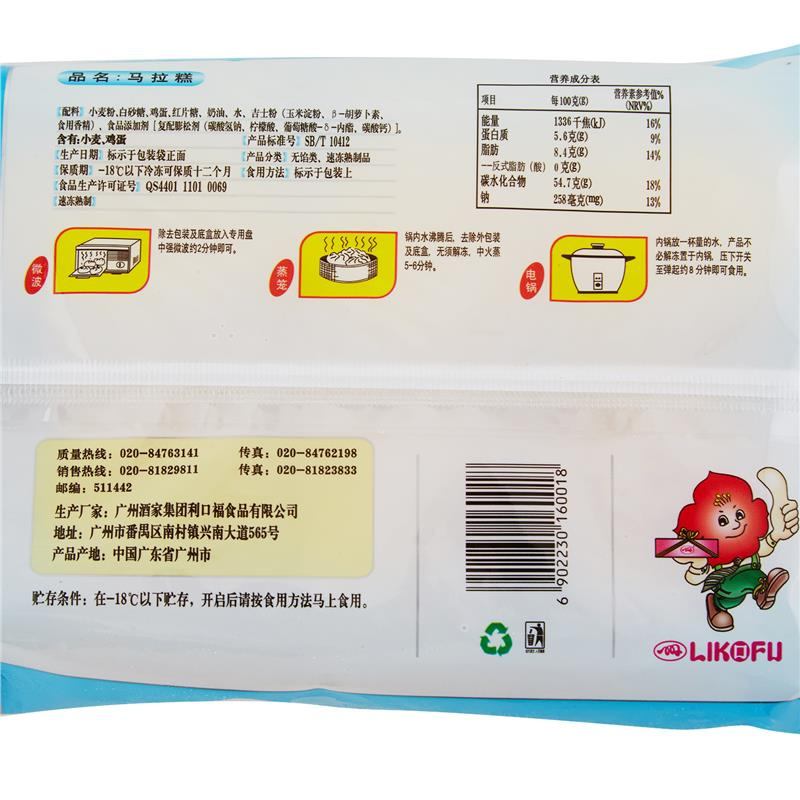 品名:马拉糕
【配料】小麦粉,白砂糖,鸡蛋,红片糖、奶油、水、吉士粉(玉米淀粉、β-胡萝卜素、
食用香精)、食品添加剂[复配膨松剂(碳酸氢钠、柠檬酸、葡萄糖酸-δ-内酯、碳酸钙)]。
含有:小麦,鸡蛋 【产品标准号】SB/T 10412
【生产日期】标示于包装袋正面 【产品分类】无馅类、速冻熟制品
【保质期】-18℃以下冷冻可保质十二个月 【食用方法】标示于包装上
【食品生产许可证号】QS4401 1101 0069
【速冻熟制】
营养成分表
项目 每100克(g) 营养素参考值%(NRV%)
能量 1336千焦(kJ) 16%
蛋白质 5.6克(g) 9%
脂肪 8.4克(g) 14%
--反式脂肪(酸) 0克(g)
碳水化合物 54.7克(g) 18%
钠 258毫克(mg) 13%
微波
除去包装及底盒放入专用盘
中强微波约2分钟即可。
蒸笼
锅内水沸腾后,去除外包装
及底盒,无须解冻,中火蒸
5-6分钟。
电锅
内锅放一杯量的水,产品不
必解冻置于内锅,压下开关
至弹起约8分钟即可食用。
质量热线:020-84763141 传真:020-84762198
销售热线:020-81829811 传真:020-81823833
邮编:511442
生产厂家:广州酒家集团利口福食品有限公司
地址:广州市番禺区南村镇兴南大道565号
产品产地:中国广东省广州市
贮存条件:在-18℃以下贮存,开启后请按食用方法马上食用。
6 902230 160018
LIKOFU